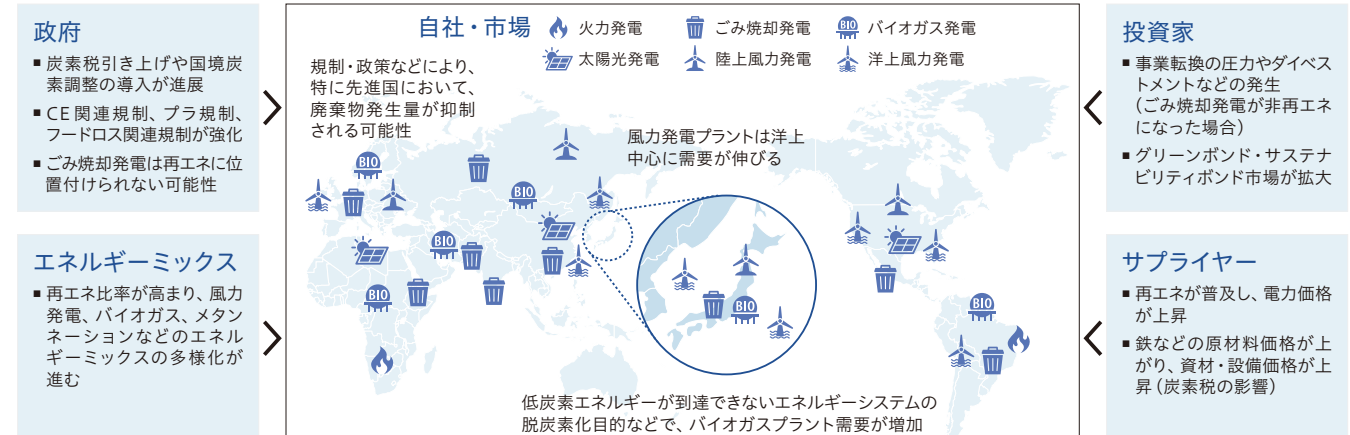 政府
■ 炭素税引き上げや国境炭
素調整の導入が進展
■ CE関連規制、プラ規制、
フードロス関連規制が強化
■ ごみ焼却発電は再エネに位
置付けられない可能性
エネルギーミックス
■ 再エネ比率が高まり、風力
発電、バイオガス、メタン
ネーションなどのエネル
ギーミックスの多様化が
進む
自社・市場
火力発電
ごみ焼却発電
BIO
バイオガス発電
太陽光発電
陸上風力発電
洋上風力発電
規制・政策などにより、
特に先進国において、
廃棄物発生量が抑制
される可能性
風力発電プラントは洋上
中心に需要が伸びる
BIO
BIO
BIO
BIO
BIO
BIO
低炭素エネルギーが到達できないエネルギーシステムの
脱炭素化目的などで、バイオガスプラント需要が増加
投資家
■ 事業転換の圧力やダイベス
トメントなどの発生
(ごみ焼却発電が非再エネ
になった場合)
■ グリーンボンド・サステナ
ビリティボンド市場が拡大
サプライヤー
■ 再エネが普及し、電力価格
が上昇
■ 鉄などの原材料価格が上
がり、資材・設備価格が上
昇(炭素税の影響)